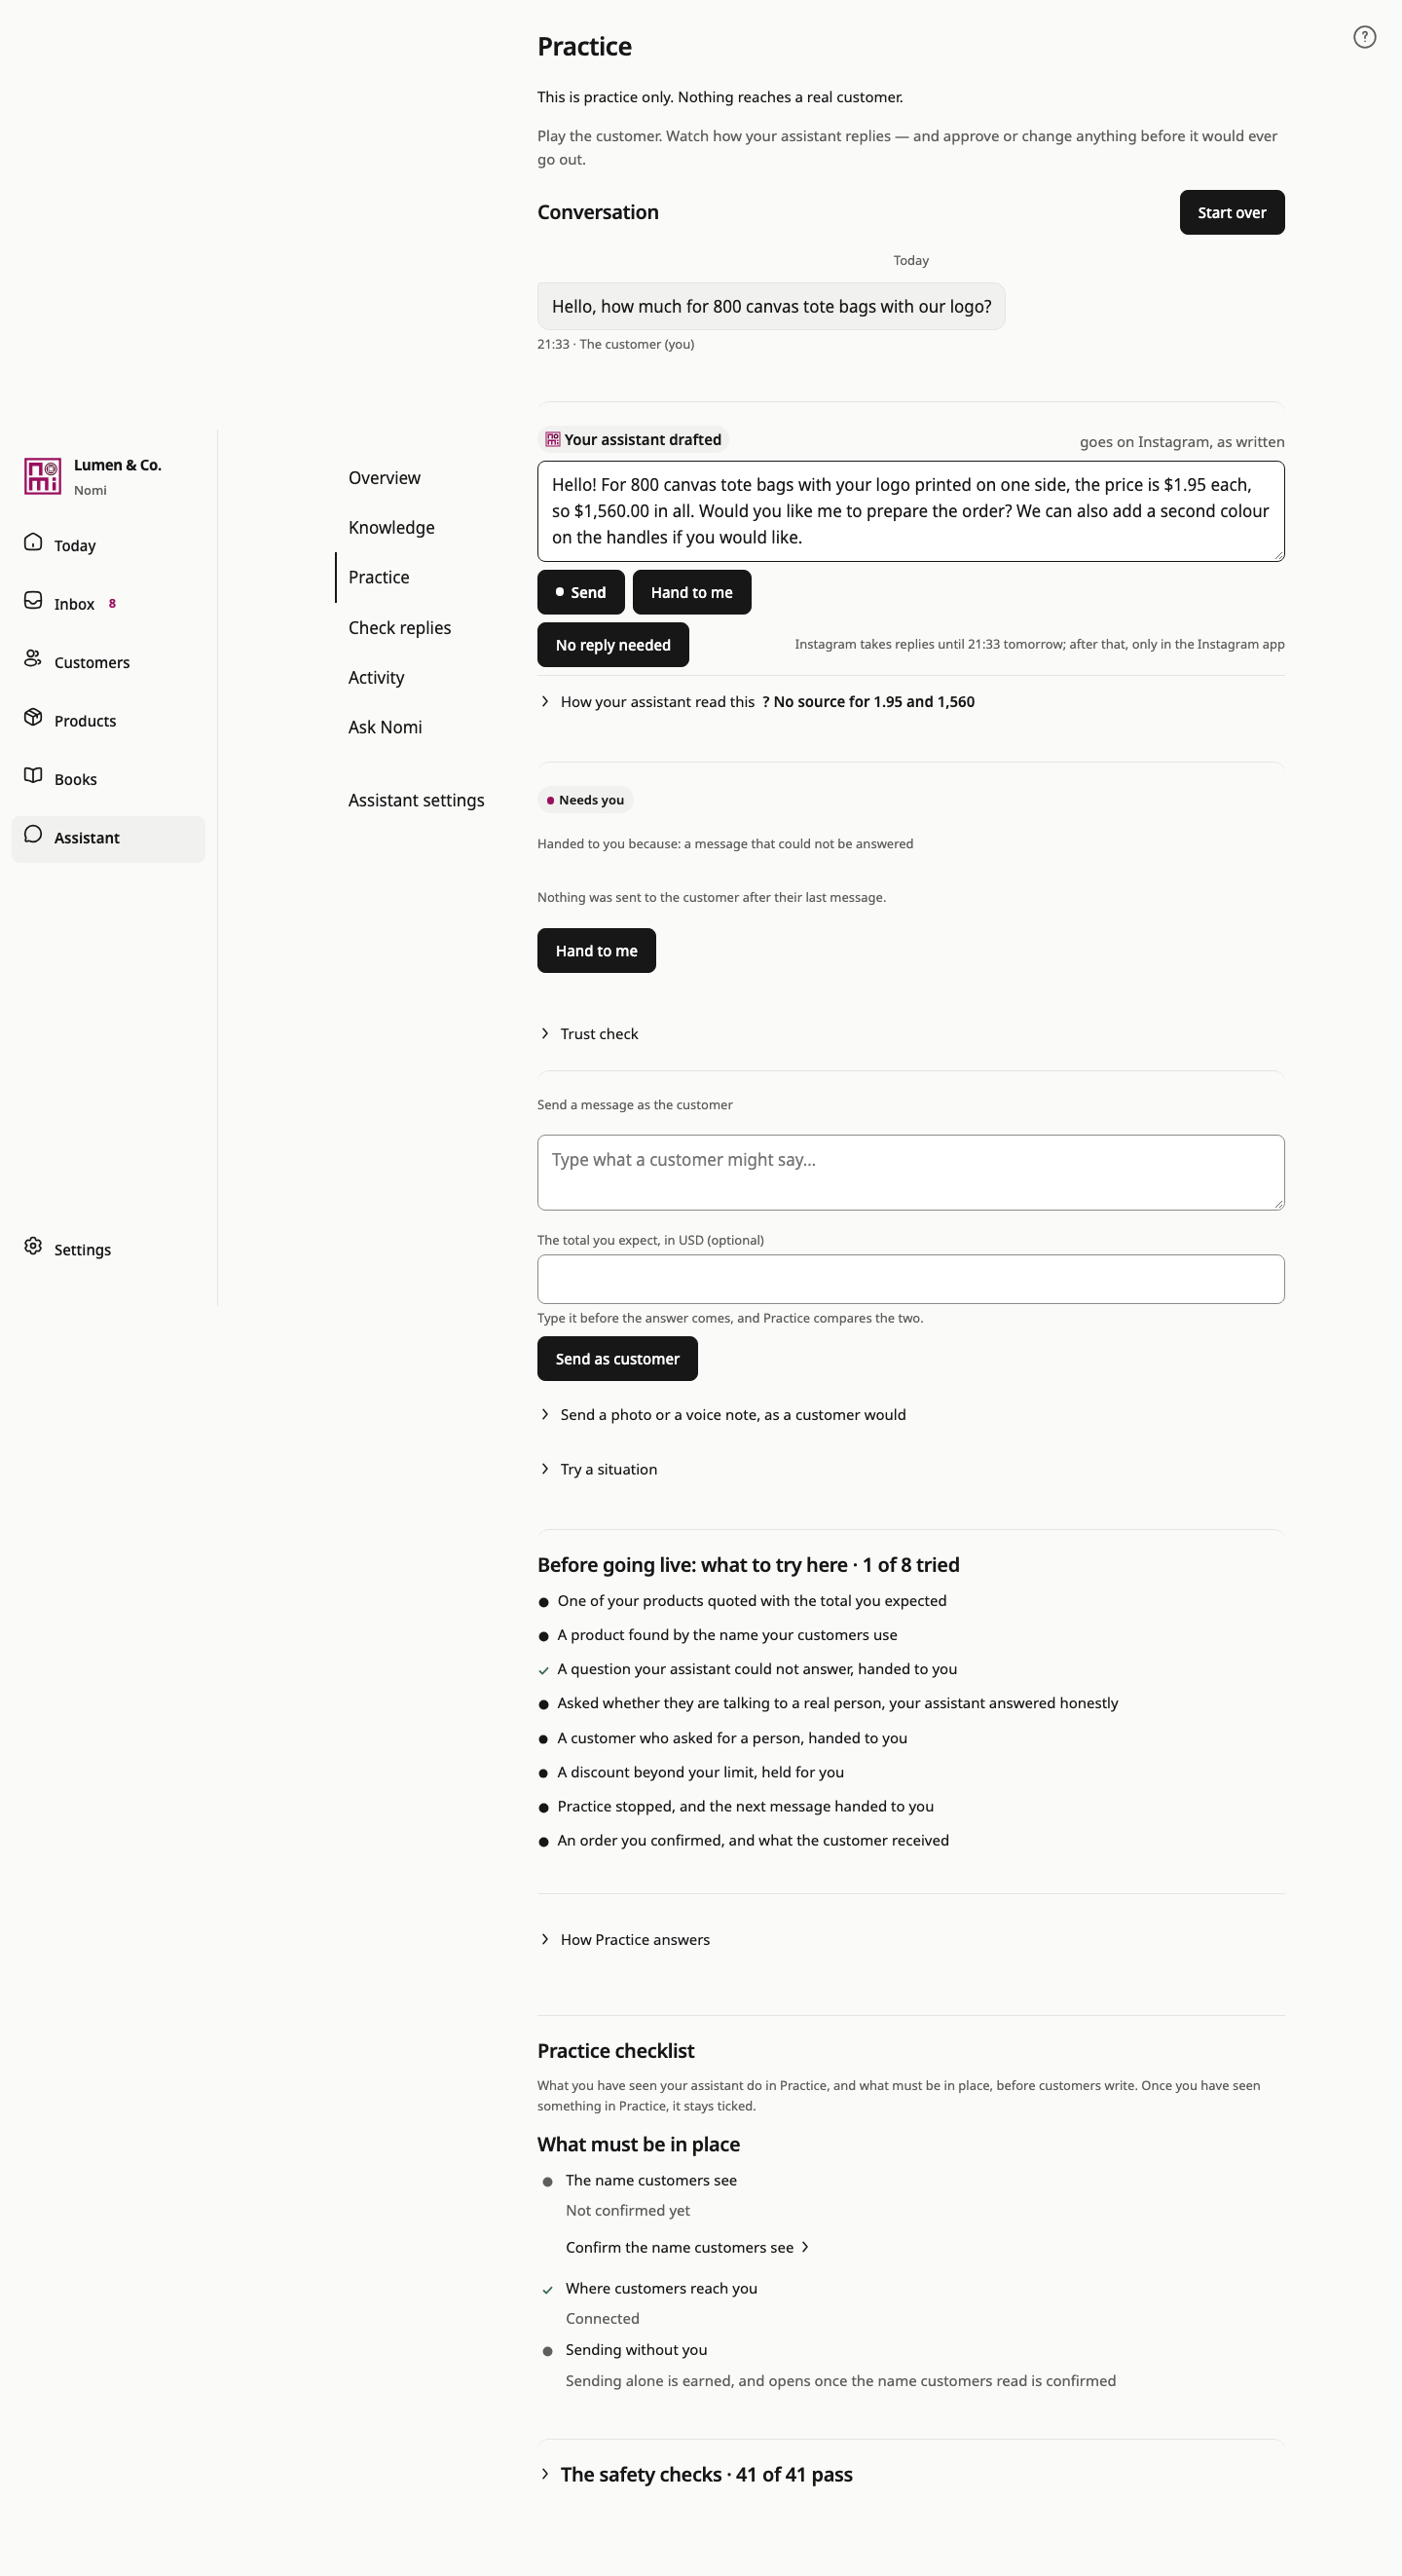 Practice
This is practice only. Nothing reaches a real customer.
Play the customer. Watch how your assistant replies — and approve or change anything before it would ever
go out.
Conversation
Start over
Today
Hello, how much for 800 canvas tote bags with our logo?
21:33 · The customer (you)
nomi
Lumen & Co.
Nomi
Today
Inbox 8
Customers
Products
Books
Assistant
Settings
Overview
Knowledge
Practice
Check replies
Activity
Ask Nomi
Assistant settings
Your assistant drafted
goes on Instagram, as written
Hello! For 800 canvas tote bags with your logo printed on one side, the price is $1.95 each,
so $1,560.00 in all. Would you like me to prepare the order? We can also add a second colour
on the handles if you would like.
Send
Hand to me
No reply needed
Instagram takes replies until 21:33 tomorrow; after that, only in the Instagram app
How your assistant read this ? No source for 1.95 and 1,560
Needs you
Handed to you because: a message that could not be answered
Nothing was sent to the customer after their last message.
Hand to me
Trust check
Send a message as the customer
Type what a customer might say…
The total you expect, in USD (optional)
Type it before the answer comes, and Practice compares the two.
Send as customer
Send a photo or a voice note, as a customer would
Try a situation
Before going live: what to try here · 1 of 8 tried
One of your products quoted with the total you expected
A product found by the name your customers use
A question your assistant could not answer, handed to you
Asked whether they are talking to a real person, your assistant answered honestly
A customer who asked for a person, handed to you
A discount beyond your limit, held for you
Practice stopped, and the next message handed to you
An order you confirmed, and what the customer received
How Practice answers
Practice checklist
What you have seen your assistant do in Practice, and what must be in place, before customers write. Once you have seen
something in Practice, it stays ticked.
What must be in place
The name customers see
Not confirmed yet
Confirm the name customers see
Where customers reach you
Connected
Sending without you
Sending alone is earned, and opens once the name customers read is confirmed
The safety checks · 41 of 41 pass